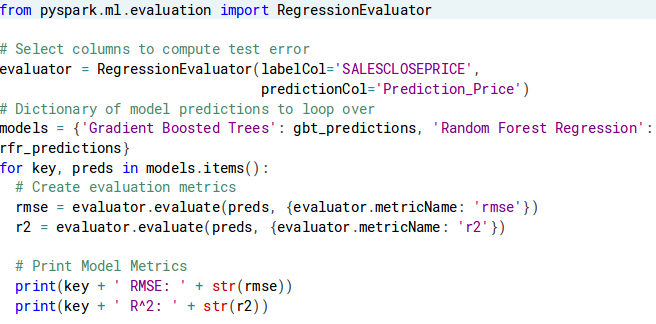 from pyspark.ml.evaluation import RegressionEvaluator
# Select columns to compute test error
evaluator = RegressionEvaluator(labelCol='SALESCLOSEPRICE',
predictionCol='Prediction_Price')
# Dictionary of model predictions to loop over
models = {'Gradient Boosted Trees': gbt_predictions, 'Random Forest Regression':
rfr_predictions}
for key, preds in models.items():
# Create evaluation metrics
rmse = evaluator.evaluate(preds, {evaluator.metricName: 'rmse'})
r2 = evaluator.evaluate(preds, {evaluator.metricName: 'r2'})
# Print Model Metrics
print(key + ' RMSE: ' + str(rmse))
print(key + ' R^2: ' + str(r2))